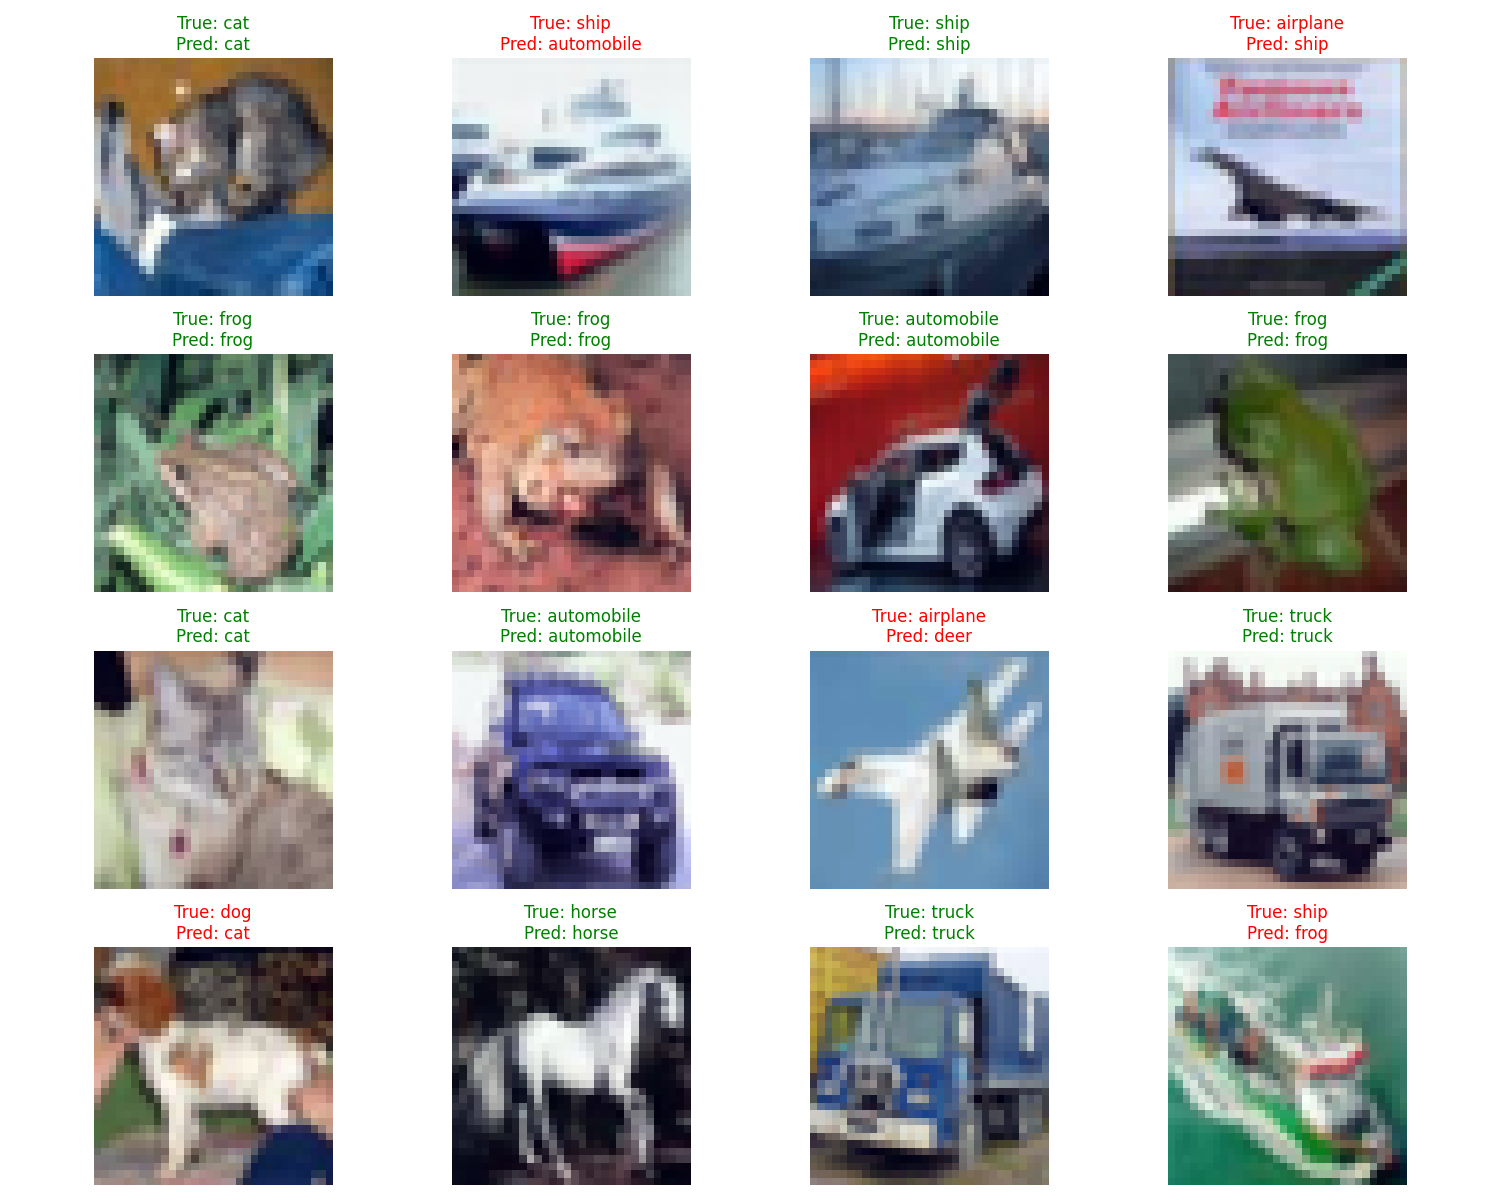 True: cat
Pred: cat
True: ship
Pred: automobile
True: ship
Pred: ship
True: airplane
Pred: ship
True: frog
Pred: frog
True: frog
Pred: frog
True: automobile
Pred: automobile
True: frog
Pred: frog
True: cat
Pred: cat
True: automobile
Pred: automobile
True: airplane
Pred: deer
True: truck
Pred: truck
True: dog
Pred: cat
True: horse
Pred: horse
True: truck
Pred: truck
True: ship
Pred: frog